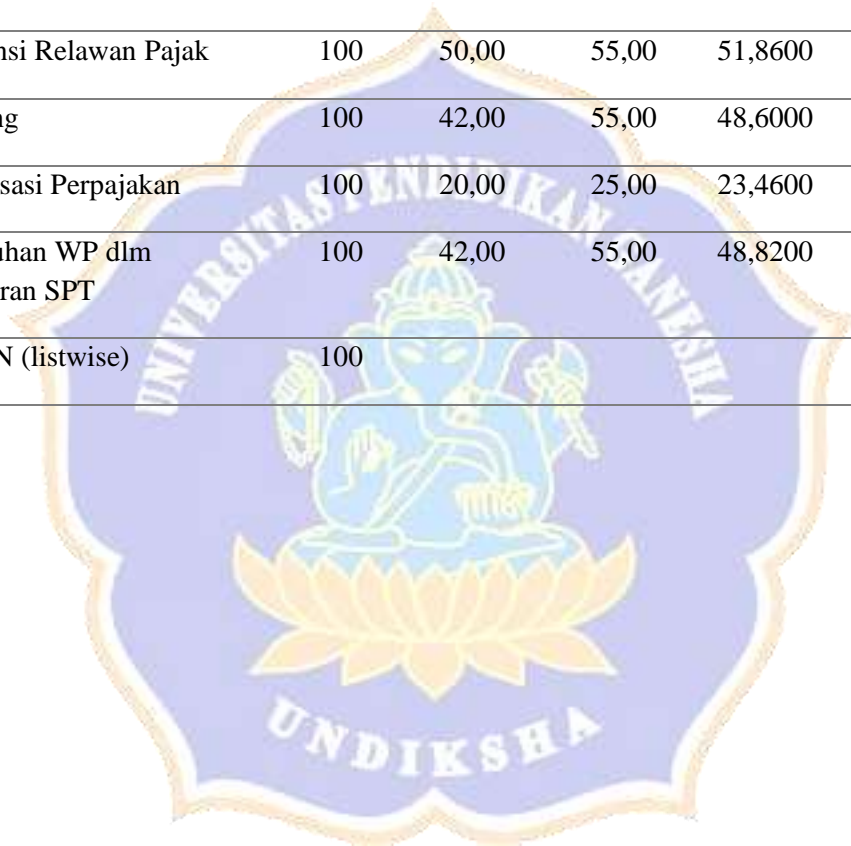 nsi Relawan Pajak 100 50,00 55,00 51,8600
ng 100 42,00 55,00 48,6000
sasi Perpajakan 100 20,00 25,00 23,4600
uhan WP dlm 100 42,00 55,00 48,8200
ran SPT
N (listwise) 100
UNIVERSITAS PENDIDIKAN GANESHA
UNDIKSHA